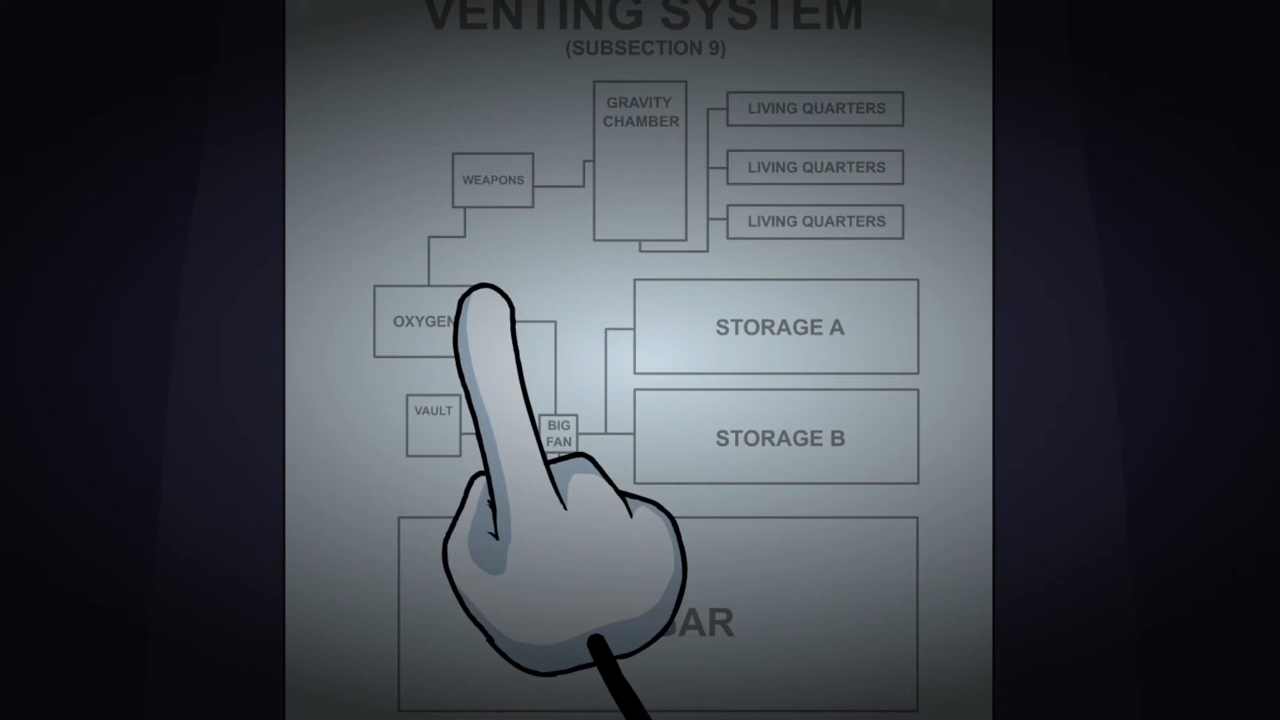 VENTING SYSTEM
(SUBSECTION 9)
GRAVITY
CHAMBER
LIVING QUARTERS
WEAPONS
LIVING QUARTERS
LIVING QUARTERS
OXYGEN
STORAGE A
VAULT
BIG
FAN
STORAGE B
BAR